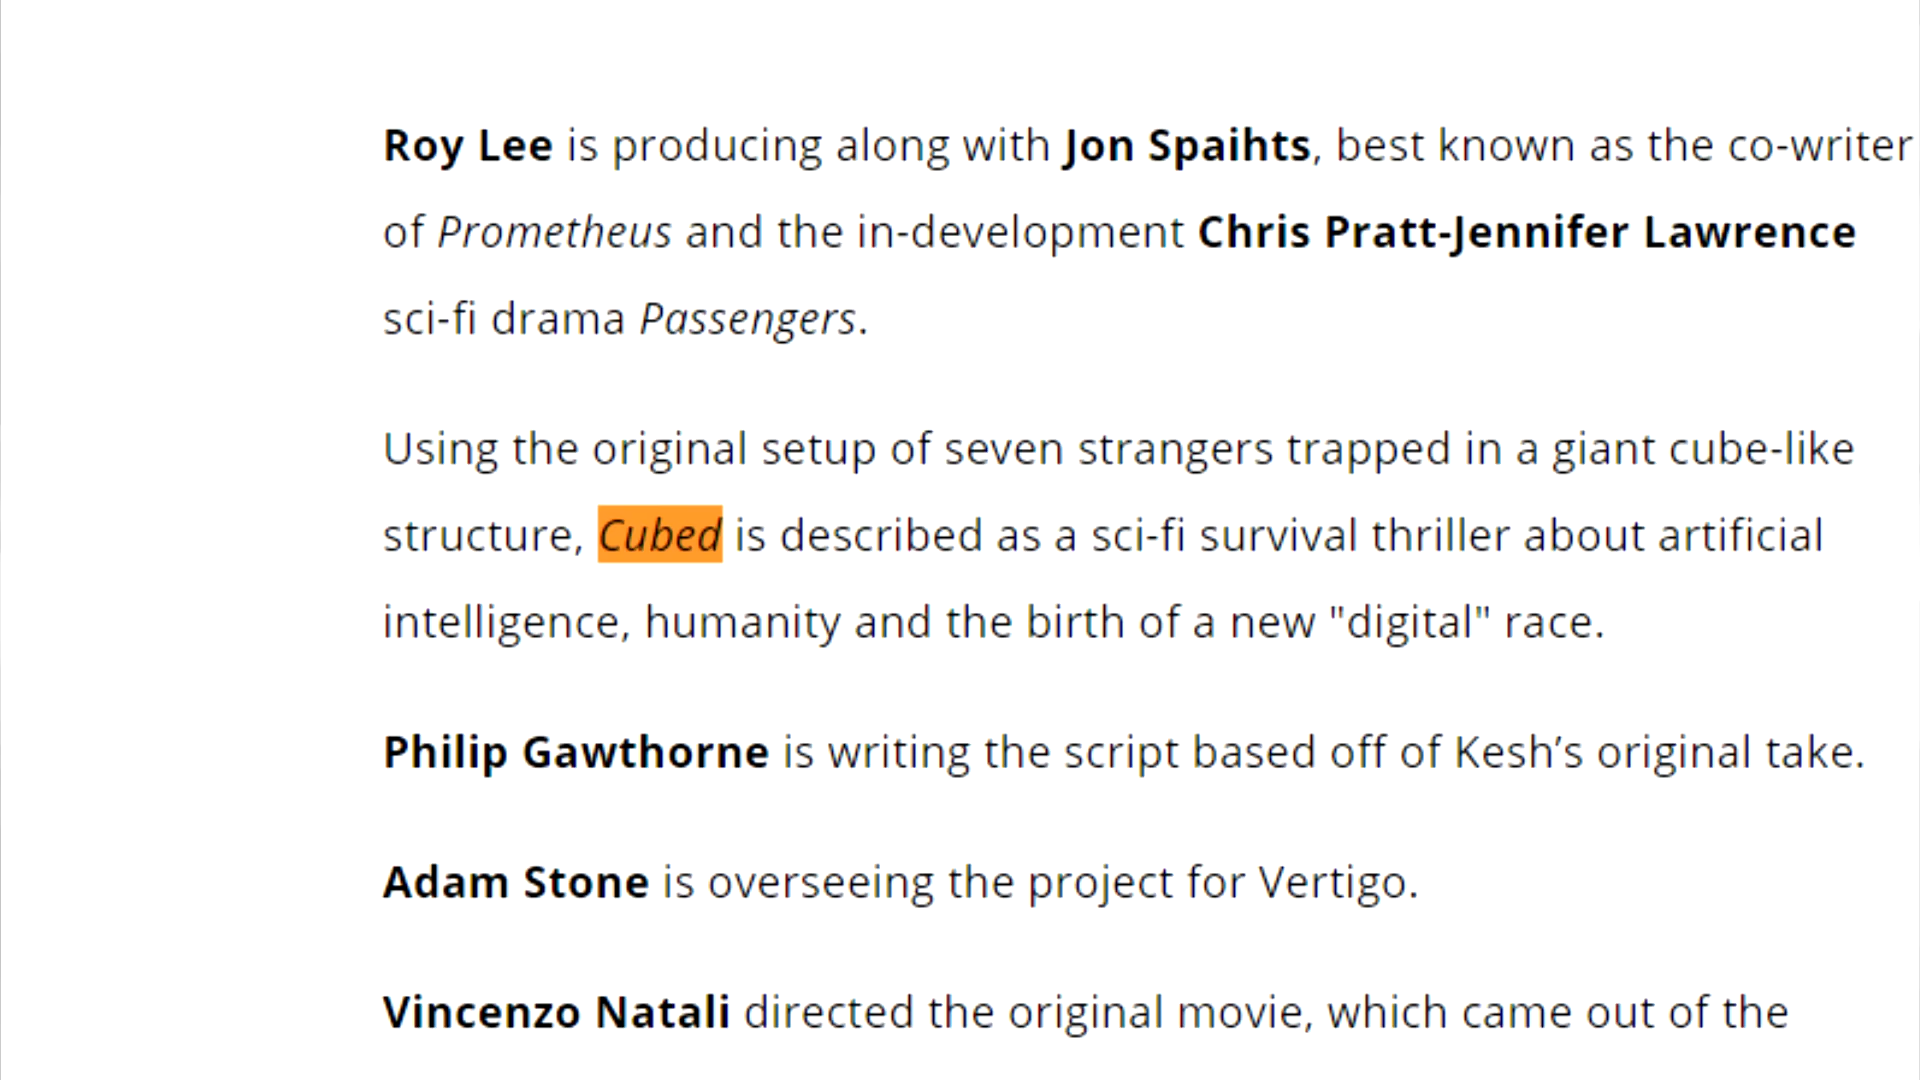 Roy Lee is producing along with Jon Spaihts, best known as the co-writer
of Prometheus and the in-development Chris Pratt-Jennifer Lawrence
sci-fi drama Passengers.
Using the original setup of seven strangers trapped in a giant cube-like
structure, Cubed is described as a sci-fi survival thriller about artificial
intelligence, humanity and the birth of a new "digital" race.
Philip Gawthorne is writing the script based off of Kesh’s original take.
Adam Stone is overseeing the project for Vertigo.
Vincenzo Natali directed the original movie, which came out of the